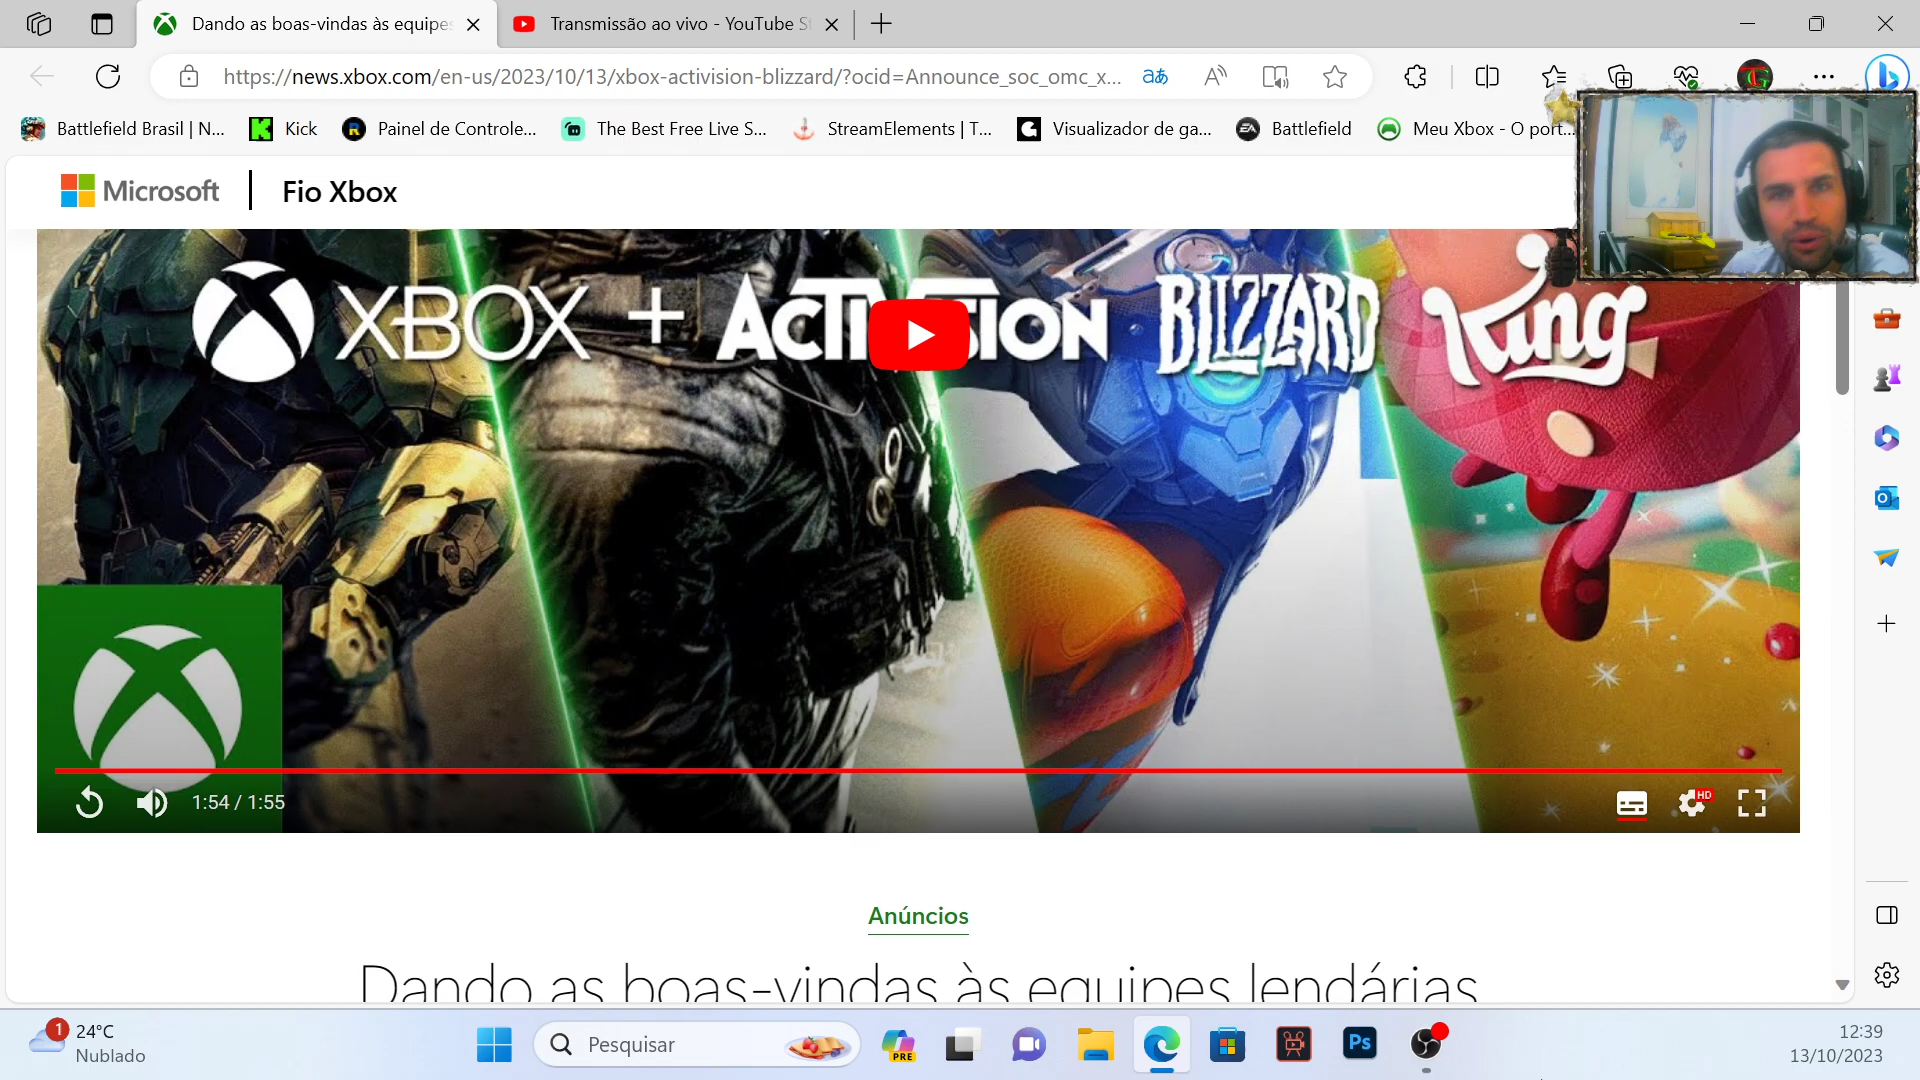 Dando as boas-vindas às equipes
Transmissão ao vivo - YouTube S
https://news.xbox.com/en-us/2023/10/13/xbox-activision-blizzard/?ocid=Announce_soc_omc_x...
aあ
Battlefield Brasil | N...
Kick
Painel de Controle...
The Best Free Live S...
StreamElements | T...
Visualizador de ga...
Battlefield
Meu Xbox - O port...
Microsoft | Fio Xbox
XBOX + ACTIVISION BLIZZARD King
1:54 / 1:55
HD
Anúncios
Dando as boas-vindas às equipes lendárias
1
24°C
Nublado
Pesquisar
PRE
Ps
12:39
13/10/2023